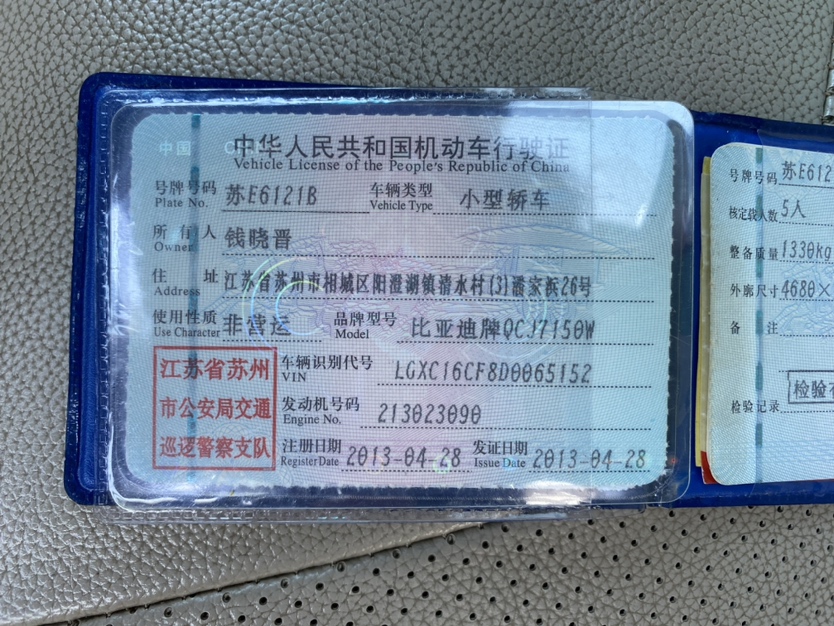 中国
中华人民共和国机动车行驶证
Vehicle License of the People's Republic of China
号牌号码 苏E6121B 车辆类型 小型轿车
Plate No. Vehicle Type
所有人 钱晓晋
Owner
住址 江苏省苏州市相城区阳澄湖镇清水村(3)潘家浜26号
Address
使用性质 非营运 品牌型号 比亚迪牌QCJ7150W
Use Character Model
江苏省苏州
市公安局交通
巡逻警察支队
车辆识别代号 LGXC16CF8D0065152
VIN
发动机号码 213023090
Engine No.
注册日期 2013-04-28 发证日期 2013-04-28
Register Date Issue Date
号牌号码 苏E612
核定载人数 5人
整备质量 1330kg
外廓尺寸 4680×
备注
检验记录 检验